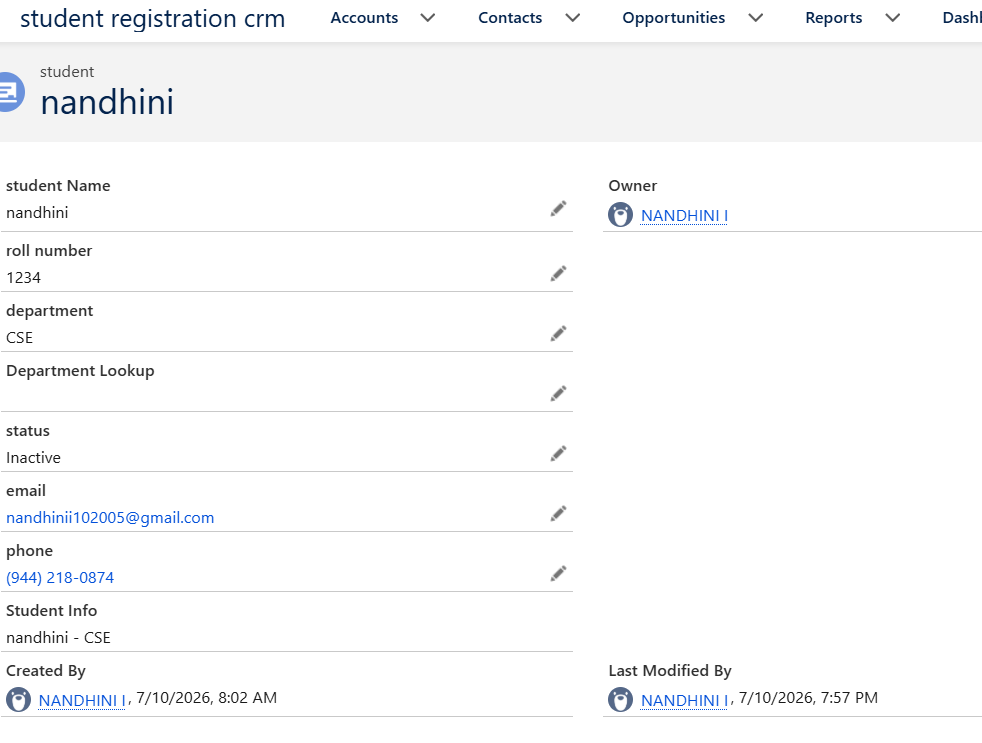 student registration crm Accounts Contacts Opportunities Reports Dashl
student
nandhini
student Name
nandhini
Owner
NANDHINI I
roll number
1234
department
CSE
Department Lookup
status
Inactive
email
nandhinii102005@gmail.com
phone
(944) 218-0874
Student Info
nandhini - CSE
Created By
NANDHINI I, 7/10/2026, 8:02 AM
Last Modified By
NANDHINI I, 7/10/2026, 7:57 PM